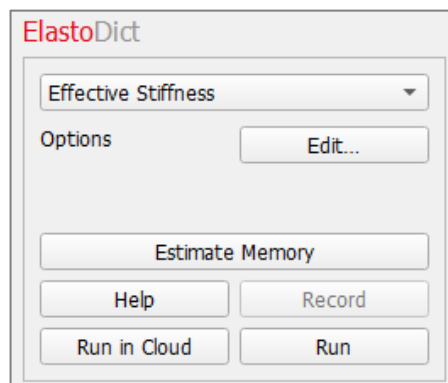 ElastoDict
Effective Stiffness
Options Edit...
Estimate Memory
Help Record
Run in Cloud Run